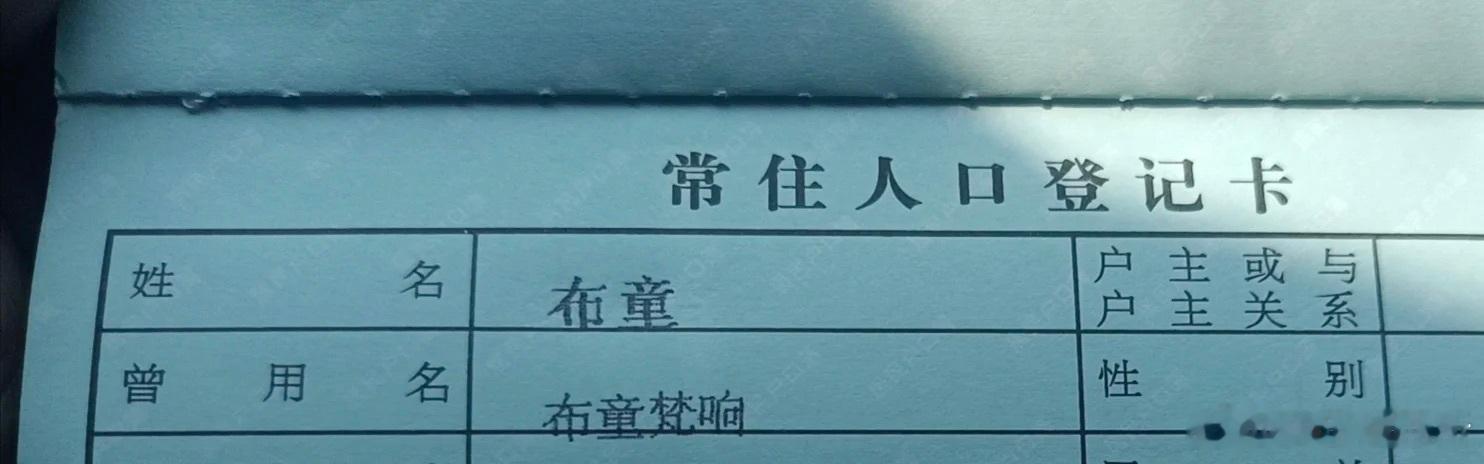 常住人口登记卡
姓名 布童 户主或与
户主关系
曾用名 布童梵响 性别